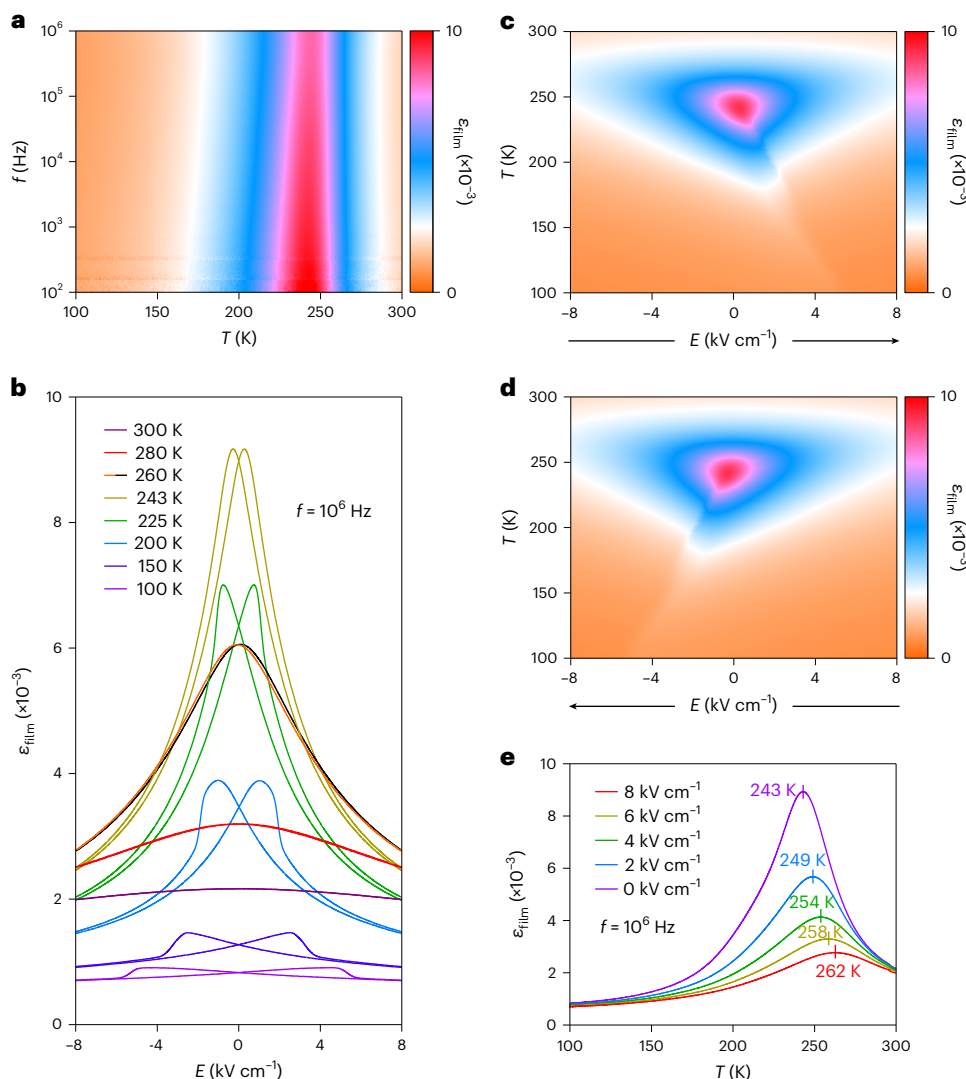 a
10⁶
10⁵
10⁴
10³
10²
f (Hz)
100 150 200 250 300
T (K)
10
0
εfilm (×10⁻³)
b
10
8
6
4
2
0
εfilm (×10⁻³)
300 K
280 K
260 K
243 K
225 K
200 K
150 K
100 K
f = 10⁶ Hz
–8 -4 0 4 8
E (kV cm⁻¹)
c
300
250
200
150
100
T (K)
–8 –4 0 4 8
E (kV cm⁻¹)
10
0
εfilm (×10⁻³)
d
300
250
200
150
100
T (K)
–8 –4 0 4 8
E (kV cm⁻¹)
10
0
εfilm (×10⁻³)
e
10
8
6
4
2
0
εfilm (×10⁻³)
8 kV cm⁻¹
6 kV cm⁻¹
4 kV cm⁻¹
2 kV cm⁻¹
0 kV cm⁻¹
f = 10⁶ Hz
243 K
249 K
254 K
258 K
262 K
100 150 200 250 300
T (K)